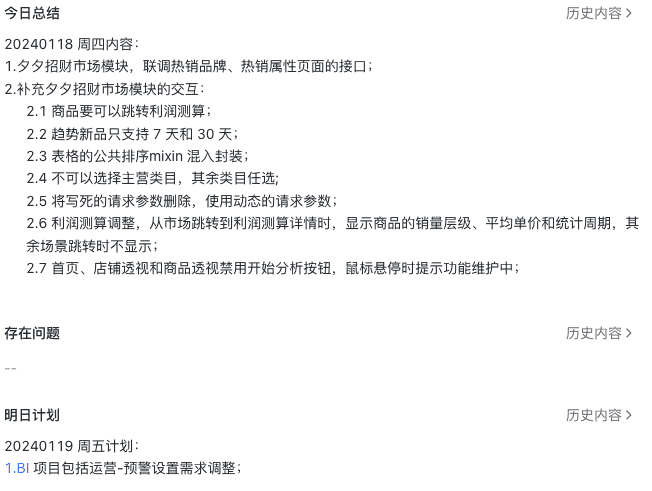 今日总结
历史内容 >
20240118 周四内容：
1.夕夕招财市场模块，联调热销品牌、热销属性页面的接口；
2.补充夕夕招财市场模块的交互：
2.1 商品要可以跳转利润测算；
2.2 趋势新品只支持 7 天和 30 天；
2.3 表格的公共排序mixin 混入封装；
2.4 不可以选择主营类目，其余类目任选;
2.5 将写死的请求参数删除，使用动态的请求参数；
2.6 利润测算调整，从市场跳转到利润测算详情时，显示商品的销量层级、平均单价和统计周期，其
余场景跳转时不显示；
2.7 首页、店铺透视和商品透视禁用开始分析按钮，鼠标悬停时提示功能维护中；
存在问题
历史内容 >
--
明日计划
历史内容 >
20240119 周五计划：
1.BI 项目包括运营-预警设置需求调整；